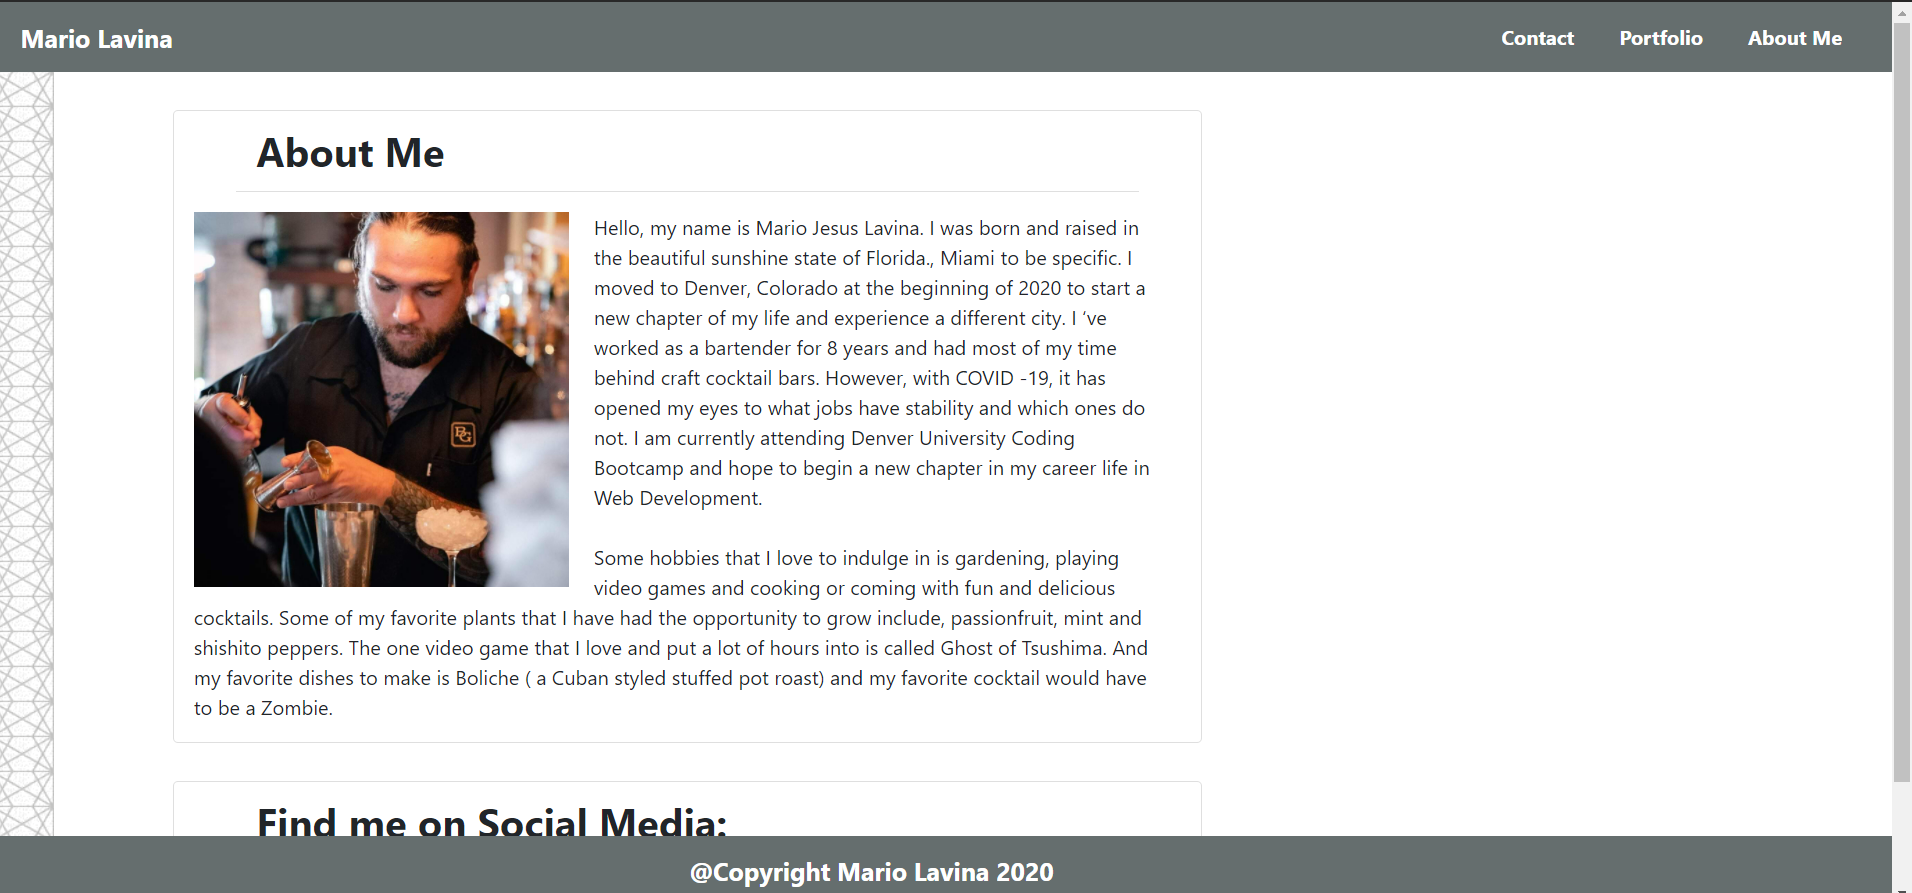 Mario Lavina
Contact Portfolio About Me
About Me
Hello, my name is Mario Jesus Lavina. I was born and raised in
the beautiful sunshine state of Florida., Miami to be specific. I
moved to Denver, Colorado at the beginning of 2020 to start a
new chapter of my life and experience a different city. I ‘ve
worked as a bartender for 8 years and had most of my time
behind craft cocktail bars. However, with COVID -19, it has
opened my eyes to what jobs have stability and which ones do
not. I am currently attending Denver University Coding
Bootcamp and hope to begin a new chapter in my career life in
Web Development.
Some hobbies that I love to indulge in is gardening, playing
video games and cooking or coming with fun and delicious
cocktails. Some of my favorite plants that I have had the opportunity to grow include, passionfruit, mint and
shishito peppers. The one video game that I love and put a lot of hours into is called Ghost of Tsushima. And
my favorite dishes to make is Boliche ( a Cuban styled stuffed pot roast) and my favorite cocktail would have
to be a Zombie.
Find me on Social Media:
@Copyright Mario Lavina 2020